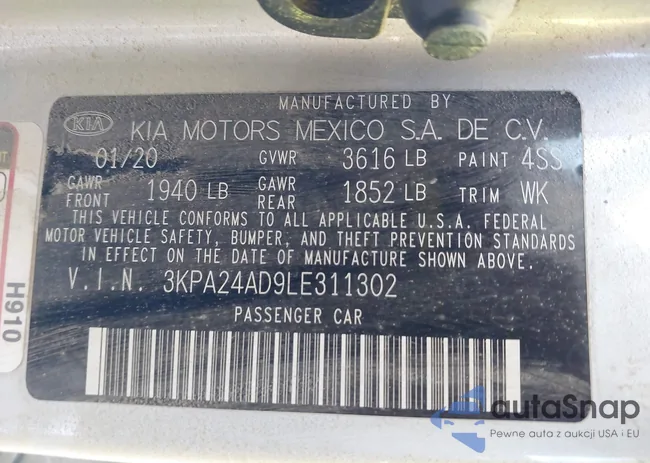 MANUFACTURED BY
KIA KIA MOTORS MEXICO S.A. DE C.V.
01/20 GVWR 3616 LB PAINT 4SS
GAWR FRONT 1940 LB GAWR REAR 1852 LB TRIM WK
THIS VEHICLE CONFORMS TO ALL APPLICABLE U.S.A. FEDERAL
MOTOR VEHICLE SAFETY, BUMPER, AND THEFT PREVENTION STANDARDS
IN EFFECT ON THE DATE OF MANUFACTURE SHOWN ABOVE.
V.I.N. 3KPA24AD9LE311302
PASSENGER CAR
H910
autaSnap
Pewne auta z aukcji USA i EU